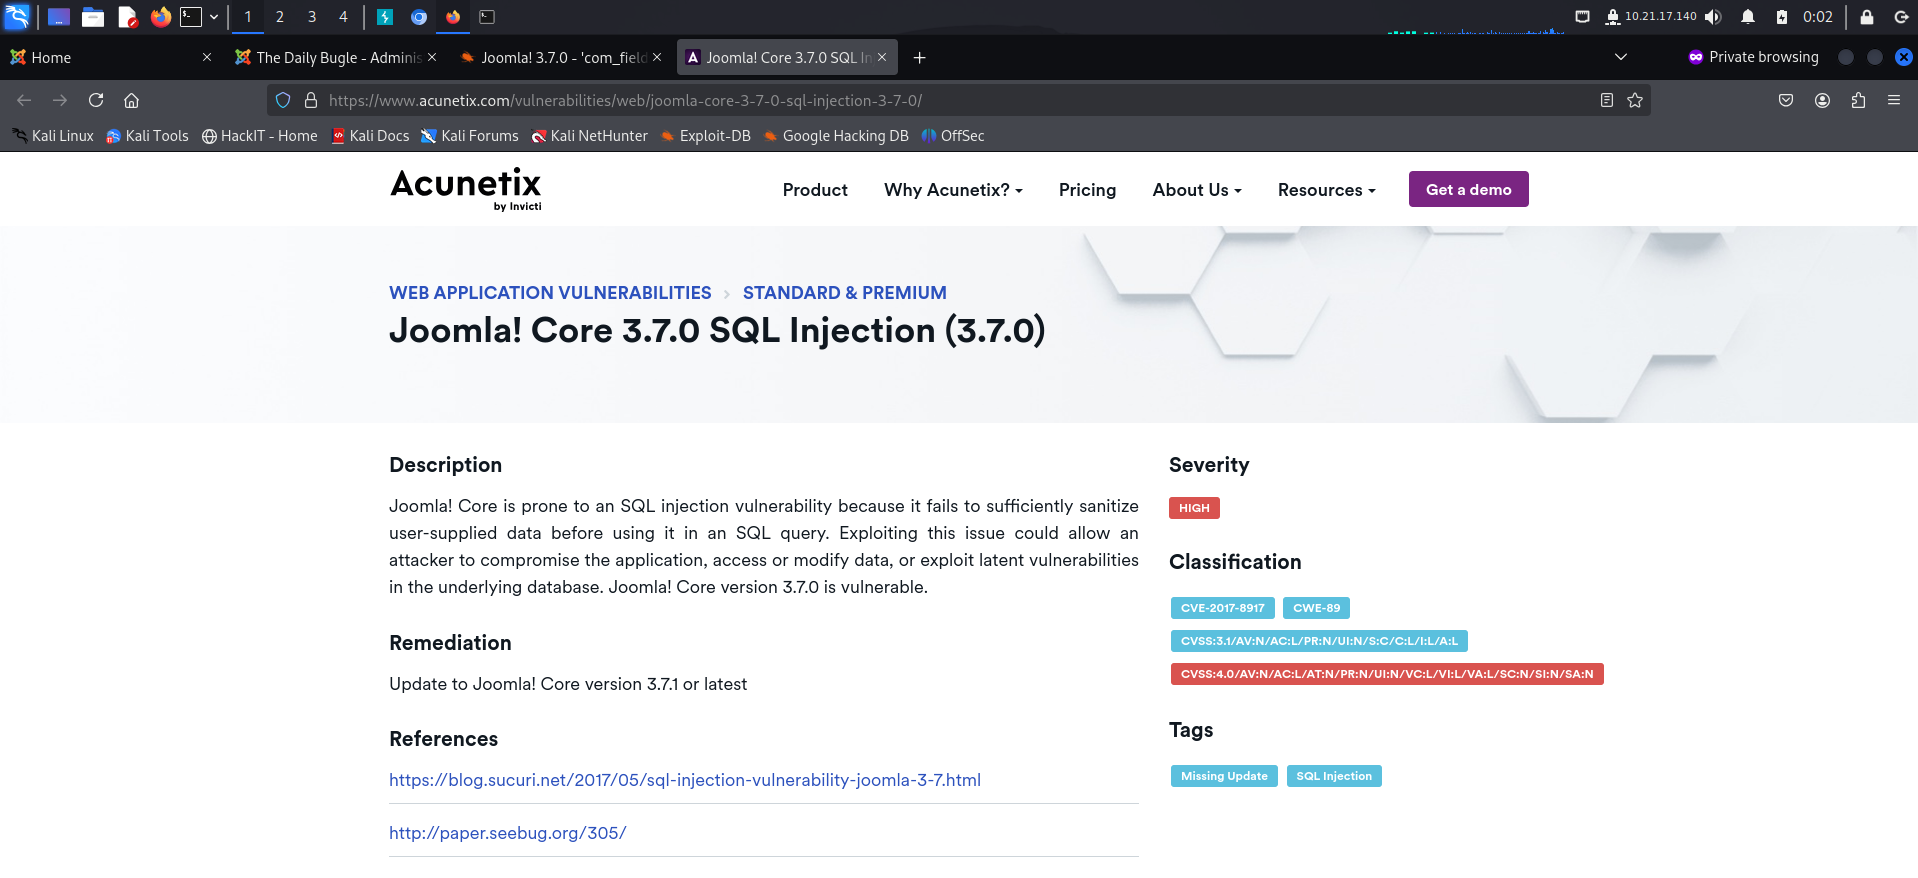 1 2 3 4 10.21.17.140 0:02
Home The Daily Bugle - Adminis Joomla! 3.7.0 - 'com_field Joomla! Core 3.7.0 SQL In Private browsing
https://www.acunetix.com/vulnerabilities/web/joomla-core-3-7-0-sql-injection-3-7-0/
Kali Linux Kali Tools HackIT - Home Kali Docs Kali Forums Kali NetHunter Exploit-DB Google Hacking DB OffSec
Acunetix
by Invicti
Product Why Acunetix? Pricing About Us Resources Get a demo
WEB APPLICATION VULNERABILITIES › STANDARD & PREMIUM
Joomla! Core 3.7.0 SQL Injection (3.7.0)
Description
Joomla! Core is prone to an SQL injection vulnerability because it fails to sufficiently sanitize
user-supplied data before using it in an SQL query. Exploiting this issue could allow an
attacker to compromise the application, access or modify data, or exploit latent vulnerabilities
in the underlying database. Joomla! Core version 3.7.0 is vulnerable.
Remediation
Update to Joomla! Core version 3.7.1 or latest
References
https://blog.sucuri.net/2017/05/sql-injection-vulnerability-joomla-3-7.html
http://paper.seebug.org/305/
Severity
HIGH
Classification
CVE-2017-8917 CWE-89
CVSS:3.1/AV:N/AC:L/PR:N/UI:N/S:C/C:L/I:L/A:L
CVSS:4.0/AV:N/AC:L/AT:N/PR:N/UI:N/VC:L/VI:L/VA:L/SC:N/SI:N/SA:N
Tags
Missing Update SQL Injection